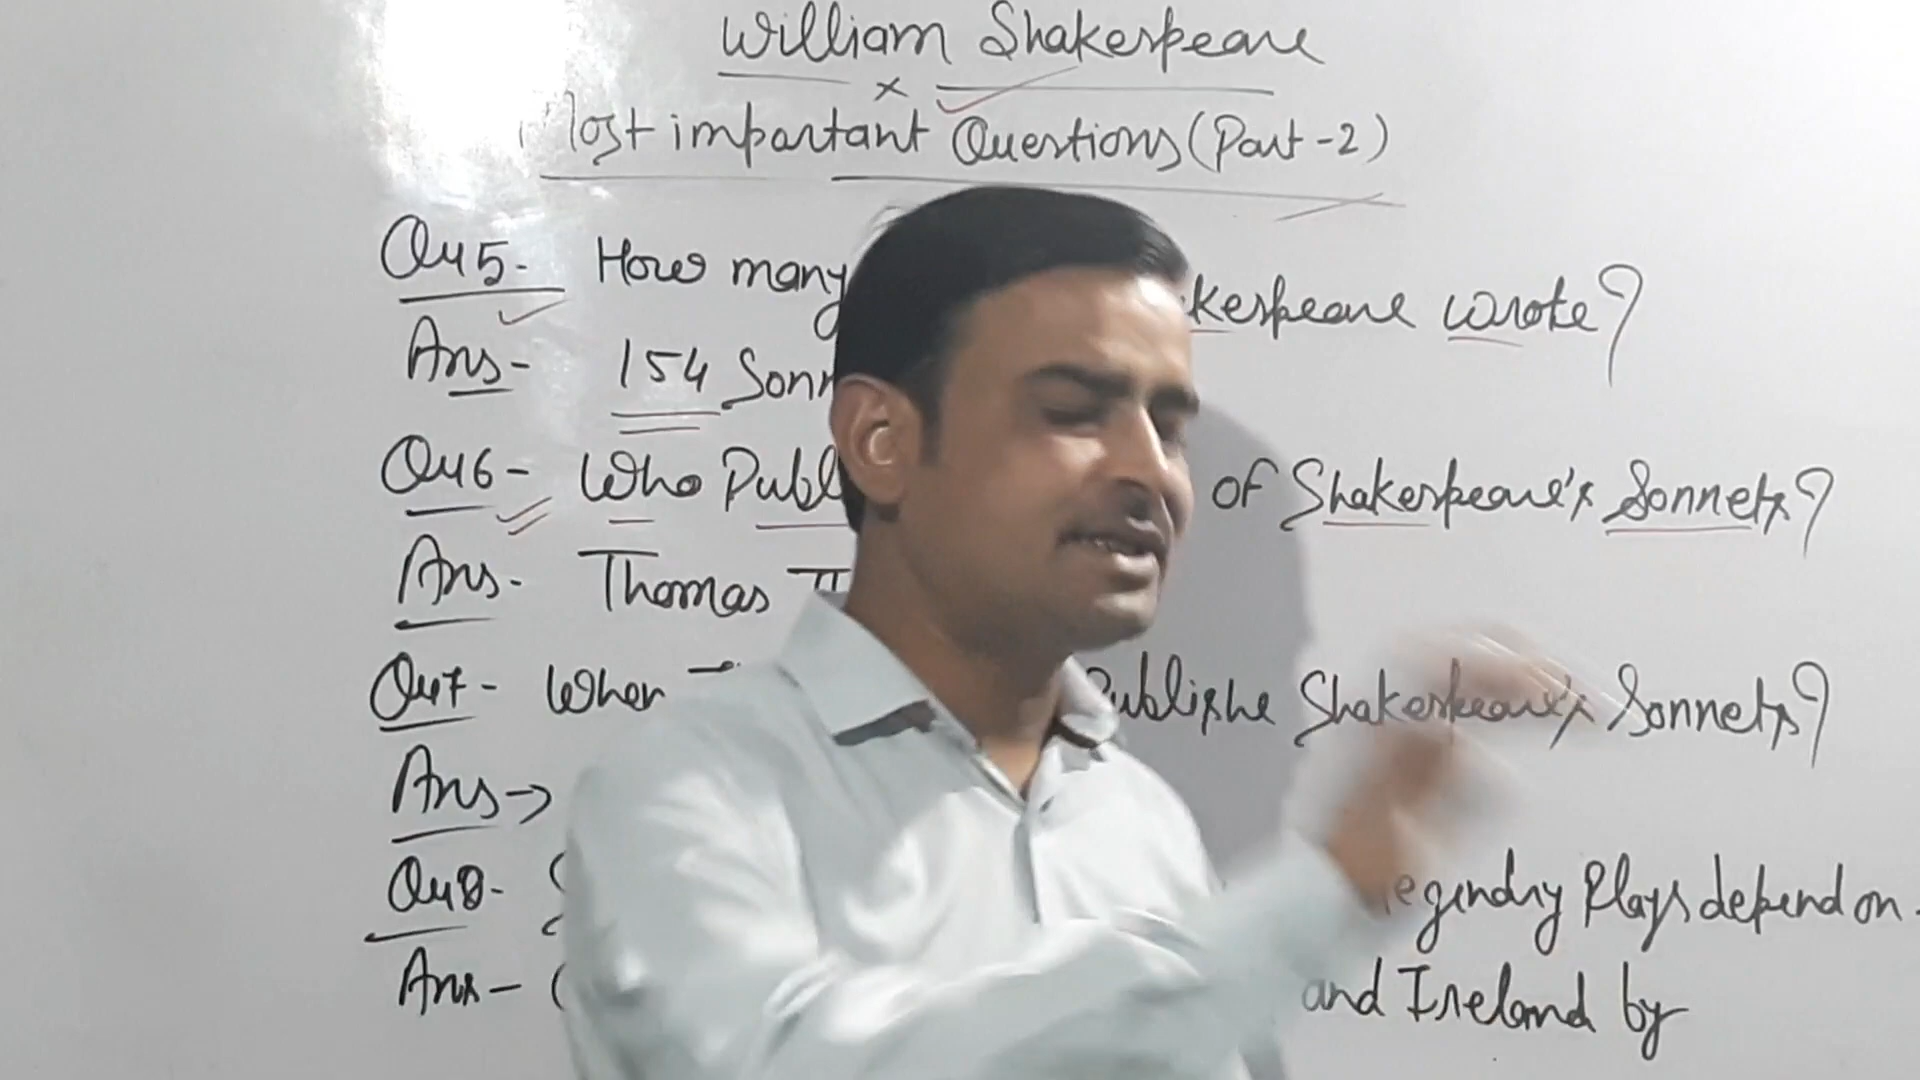 William Shakespeare
Most important Questions (Part-2)
Qu5- How many kespeare wrote?
Ans- 154 Sonn
Qu6- Who Publ of Shakespeare's Sonnets?
Ans- Thomas
Qu7- When Publishe Shakespeare's Sonnets?
Ans→
Qu8- legendry Plays depend on
Ans- and Ireland by